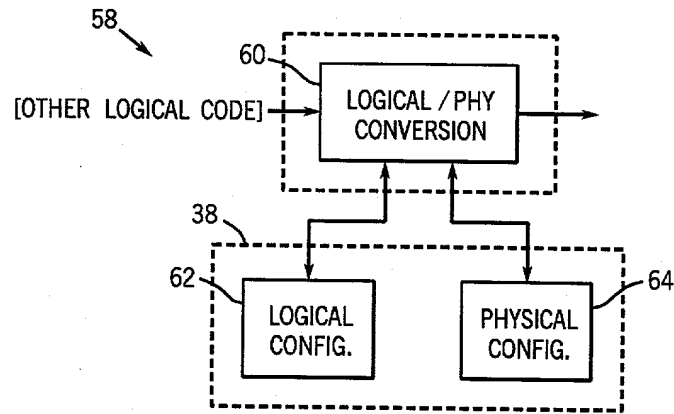 58
60
[OTHER LOGICAL CODE]
LOGICAL / PHY
CONVERSION
38
62
LOGICAL
CONFIG.
PHYSICAL
CONFIG.
64